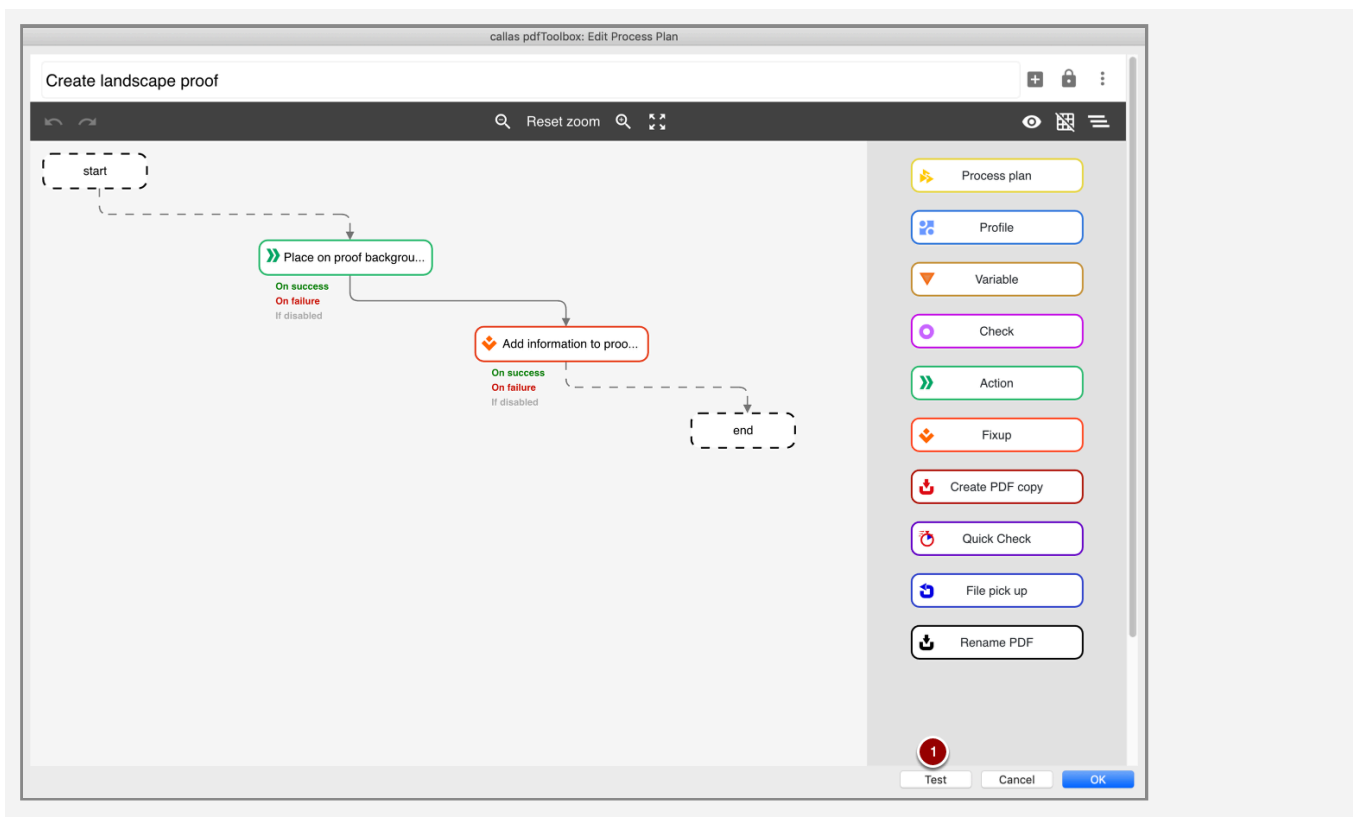 callas pdfToolbox: Edit Process Plan
Create landscape proof
Reset zoom
start
Place on proof backgrou...
On success
On failure
If disabled
Add information to proo...
On success
On failure
If disabled
end
Process plan
Profile
Variable
Check
Action
Fixup
Create PDF copy
Quick Check
File pick up
Rename PDF
1
Test Cancel OK